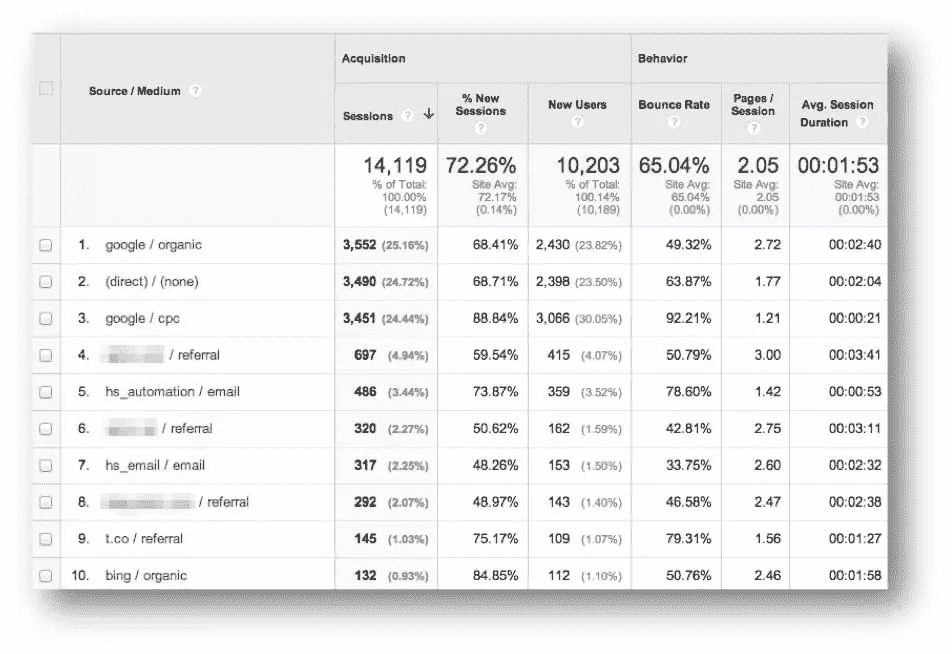 Acquisition Behavior
Source / Medium ?
Sessions ? ↓ % New Sessions ? New Users ? Bounce Rate ? Pages / Session ? Avg. Session Duration ?
14,119 72.26% 10,203 65.04% 2.05 00:01:53
% of Total: Site Avg: % of Total: Site Avg: Site Avg: Site Avg:
100.00% 72.17% 100.14% 65.04% 2.05 00:01:53
(14,119) (0.14%) (10,189) (0.00%) (0.00%) (0.00%)
1. google / organic 3,552 (25.16%) 68.41% 2,430 (23.82%) 49.32% 2.72 00:02:40
2. (direct) / (none) 3,490 (24.72%) 68.71% 2,398 (23.50%) 63.87% 1.77 00:02:04
3. google / cpc 3,451 (24.44%) 88.84% 3,066 (30.05%) 92.21% 1.21 00:00:21
4. / referral 697 (4.94%) 59.54% 415 (4.07%) 50.79% 3.00 00:03:41
5. hs_automation / email 486 (3.44%) 73.87% 359 (3.52%) 78.60% 1.42 00:00:53
6. / referral 320 (2.27%) 50.62% 162 (1.59%) 42.81% 2.75 00:03:11
7. hs_email / email 317 (2.25%) 48.26% 153 (1.50%) 33.75% 2.60 00:02:32
8. / referral 292 (2.07%) 48.97% 143 (1.40%) 46.58% 2.47 00:02:38
9. t.co / referral 145 (1.03%) 75.17% 109 (1.07%) 79.31% 1.56 00:01:27
10. bing / organic 132 (0.93%) 84.85% 112 (1.10%) 50.76% 2.46 00:01:58